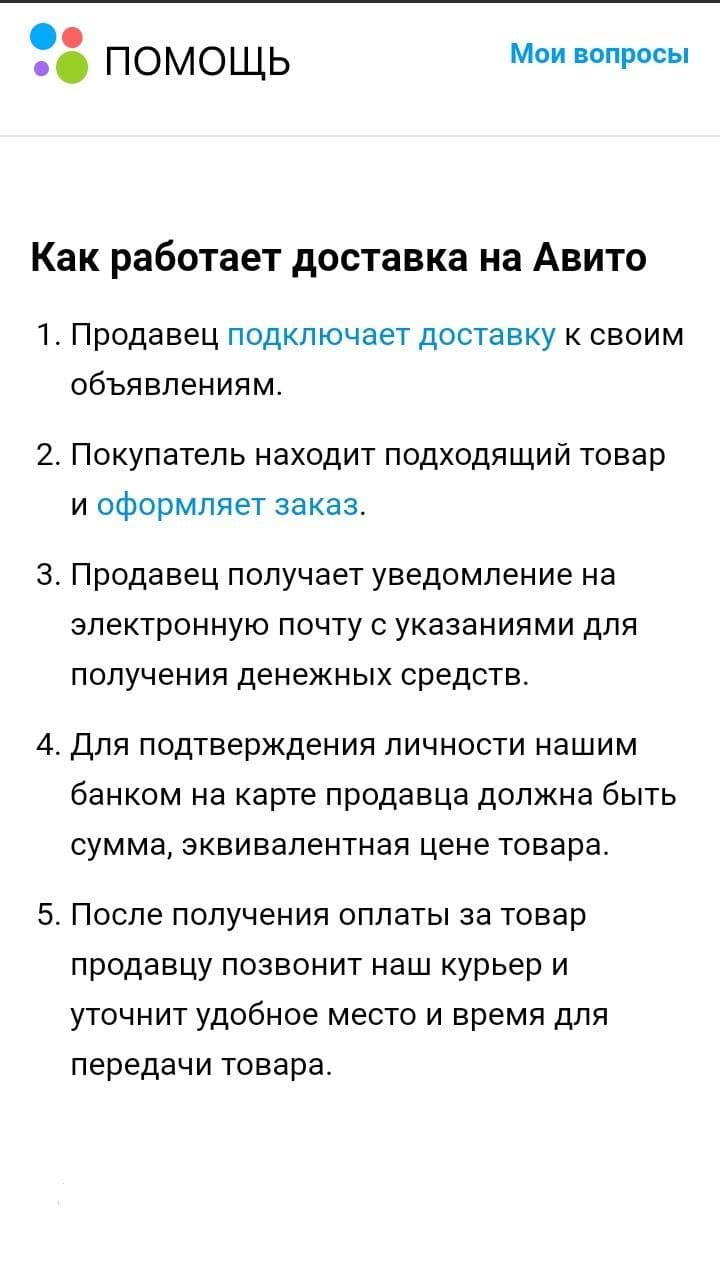 ПОМОЩЬ
Мои вопросы
Как работает доставка на Авито
1. Продавец подключает доставку к своим
объявлениям.
2. Покупатель находит подходящий товар
и оформляет заказ.
3. Продавец получает уведомление на
электронную почту с указаниями для
получения денежных средств.
4. Для подтверждения личности нашим
банком на карте продавца должна быть
сумма, эквивалентная цене товара.
5. После получения оплаты за товар
продавцу позвонит наш курьер и
уточнит удобное место и время для
передачи товара.